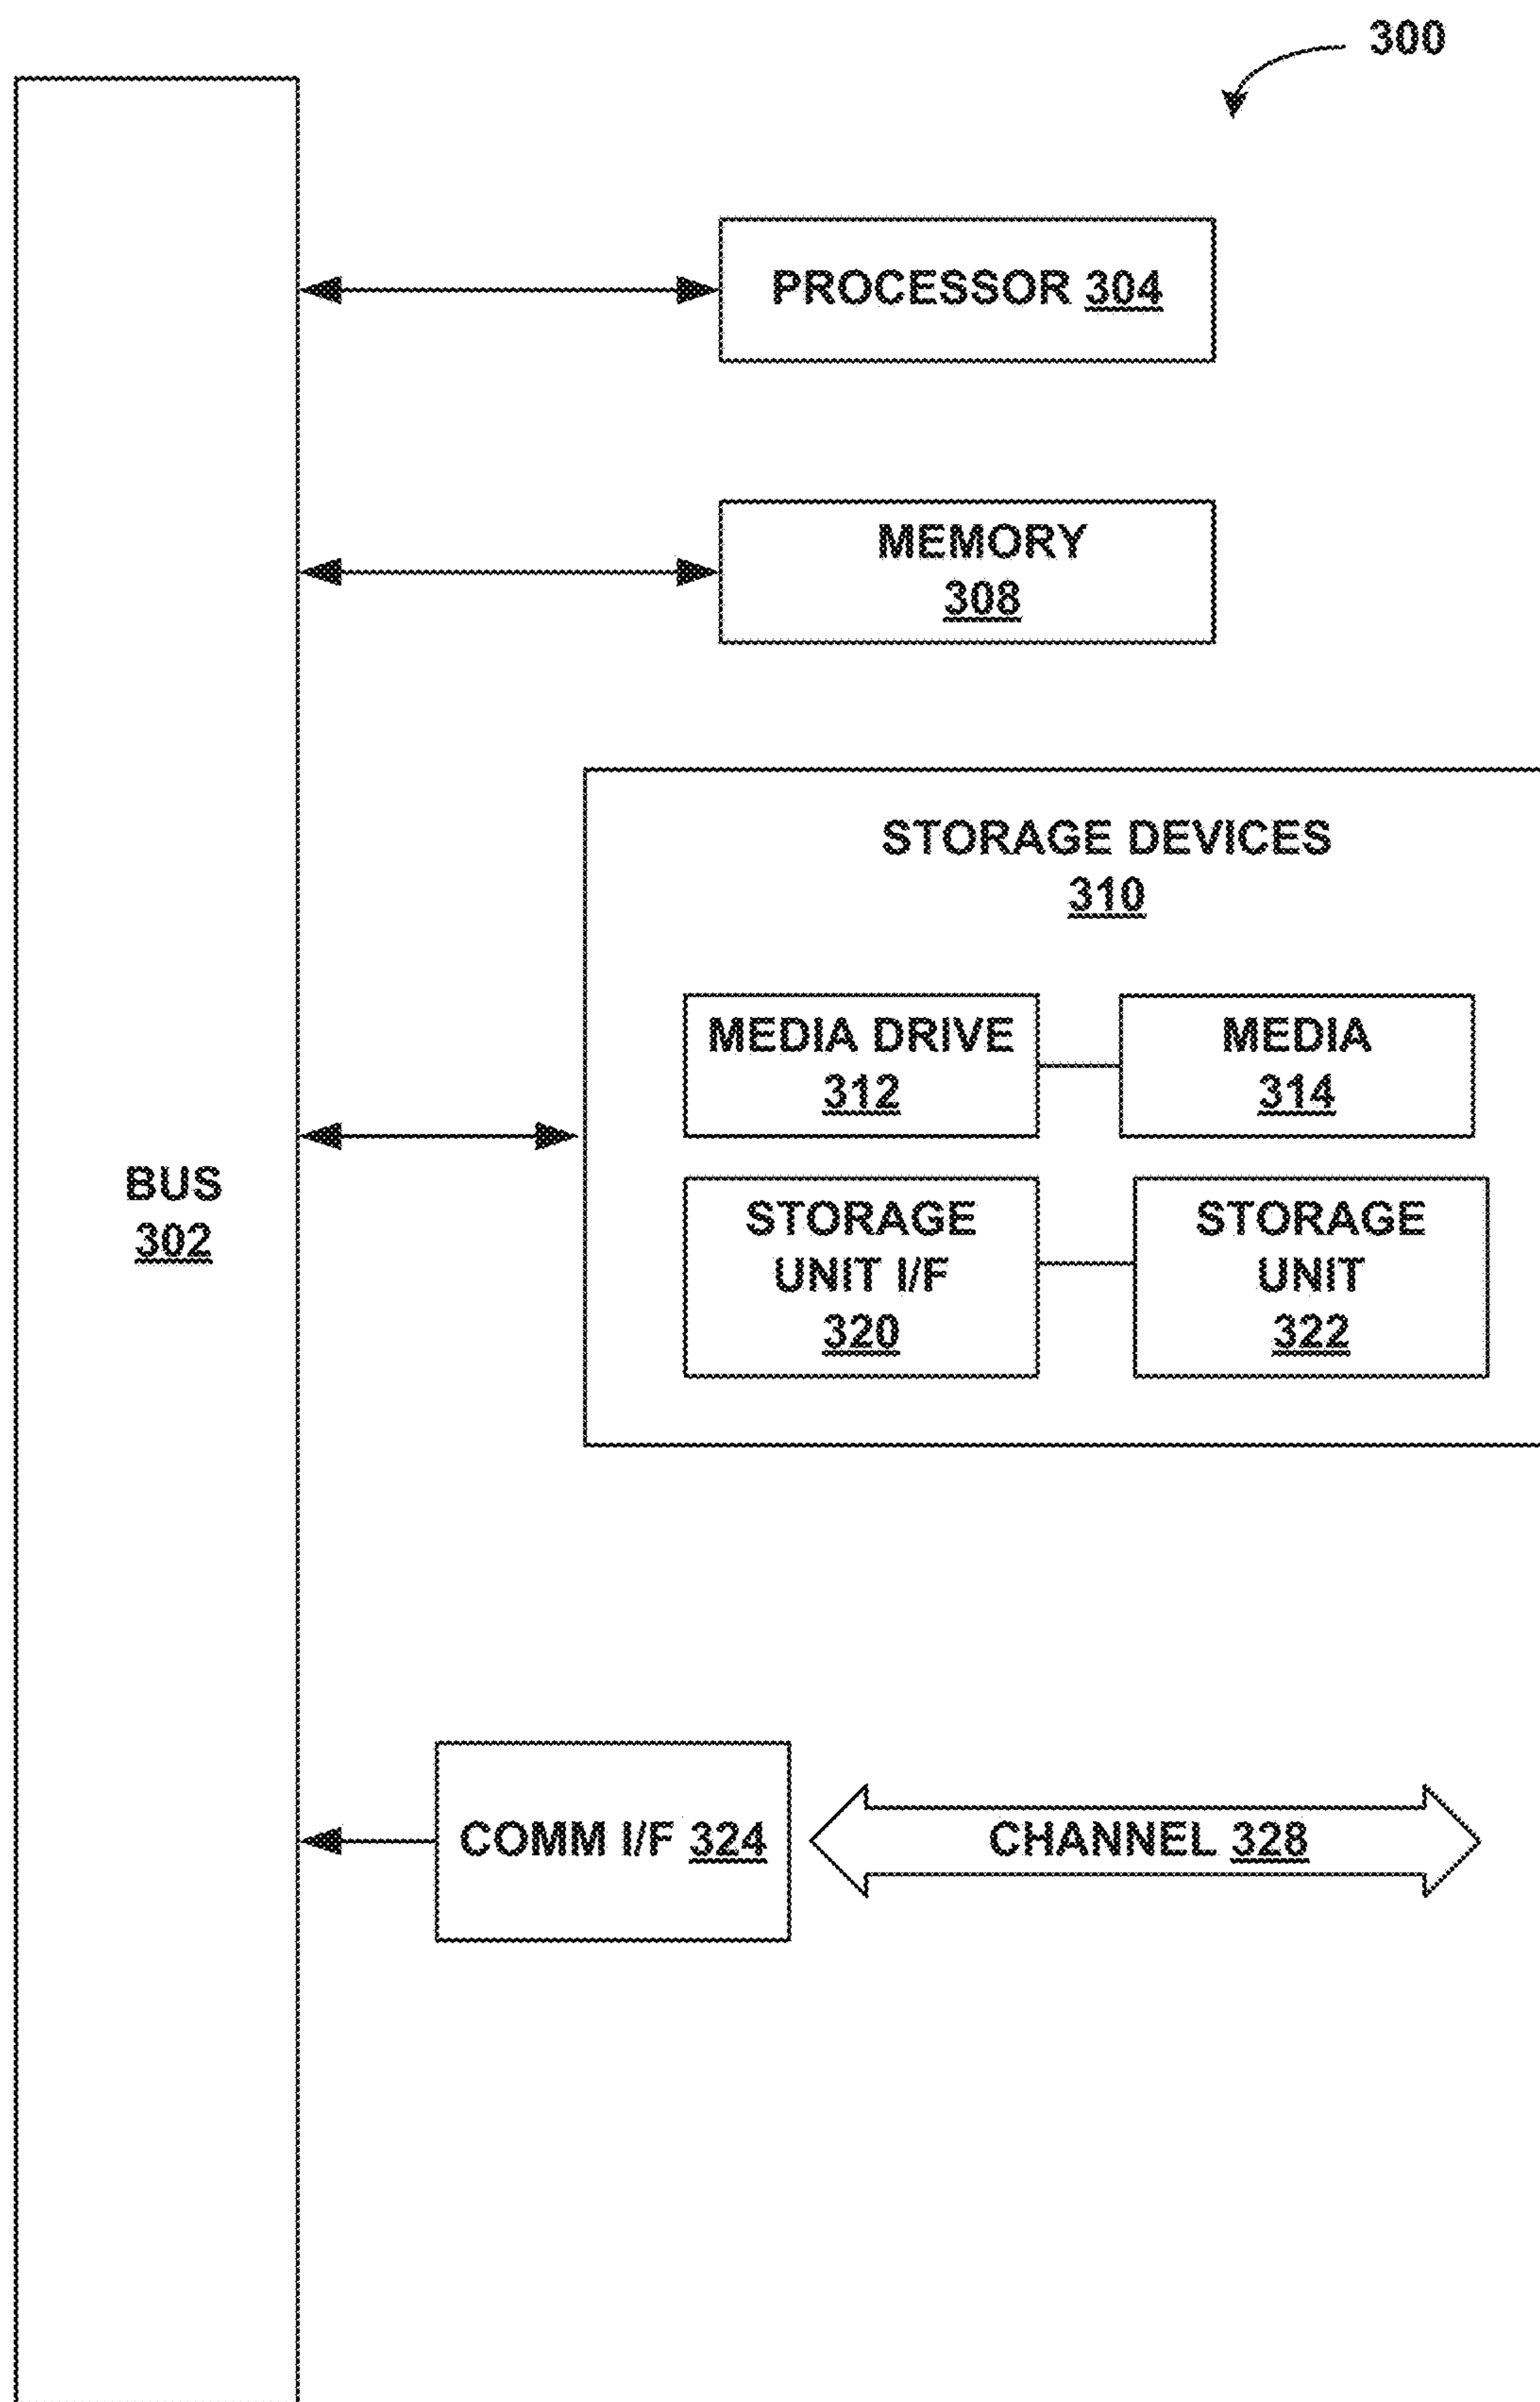 300
PROCESSOR 304
MEMORY
308
STORAGE DEVICES
310
MEDIA DRIVE
312
MEDIA
314
BUS
302
STORAGE
UNIT I/F
320
STORAGE
UNIT
322
COMM I/F 324
CHANNEL 328